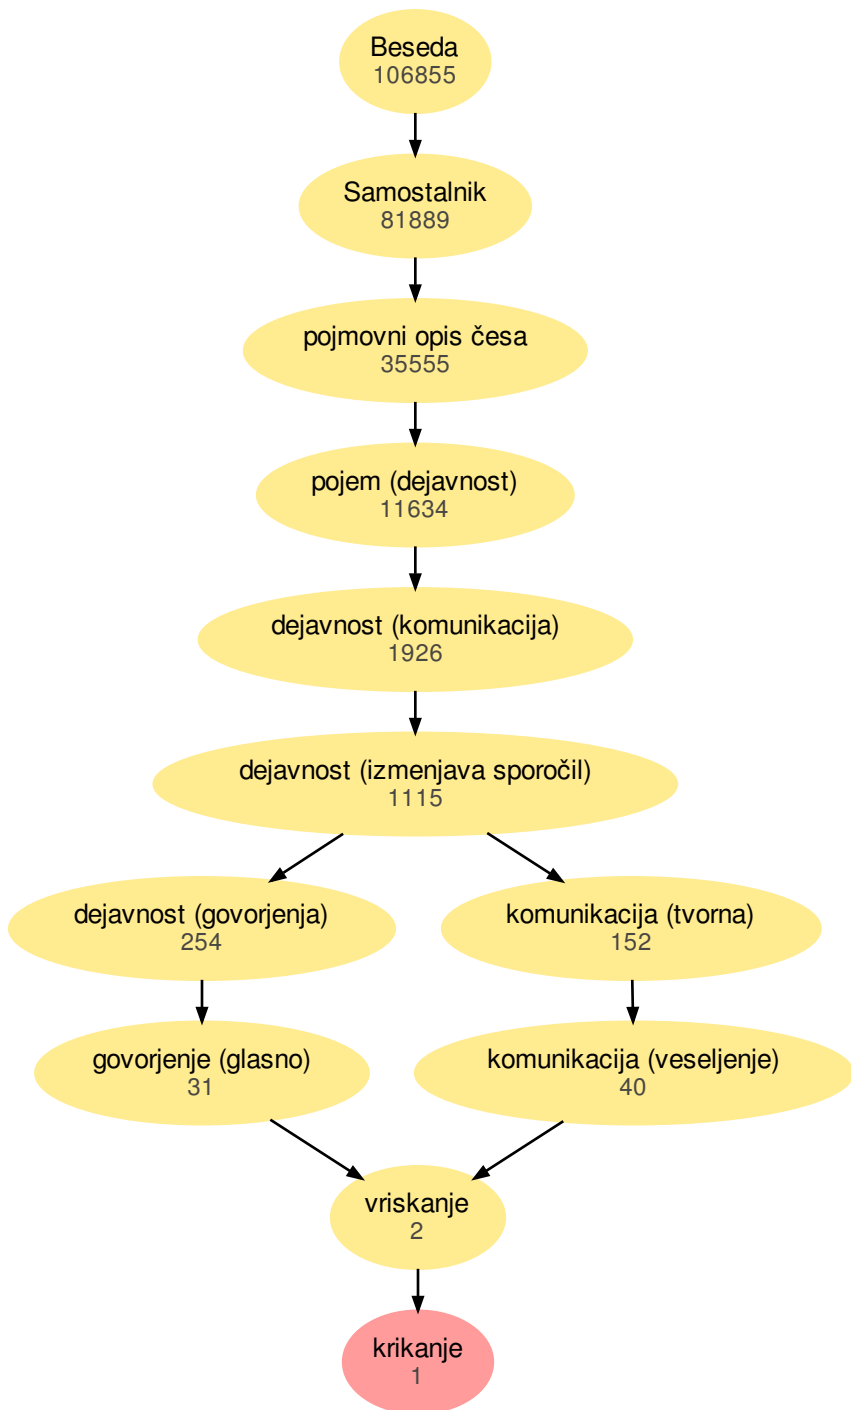 Beseda
106855
Samostalnik
81889
pojmovni opis česa
35555
pojem (dejavnost)
11634
dejavnost (komunikacija)
1926
dejavnost (izmenjava sporočil)
1115
dejavnost (govorjenja)
254
komunikacija (tvorna)
152
govorjenje (glasno)
31
komunikacija (veseljenje)
40
vriskanje
2
krikanje
1